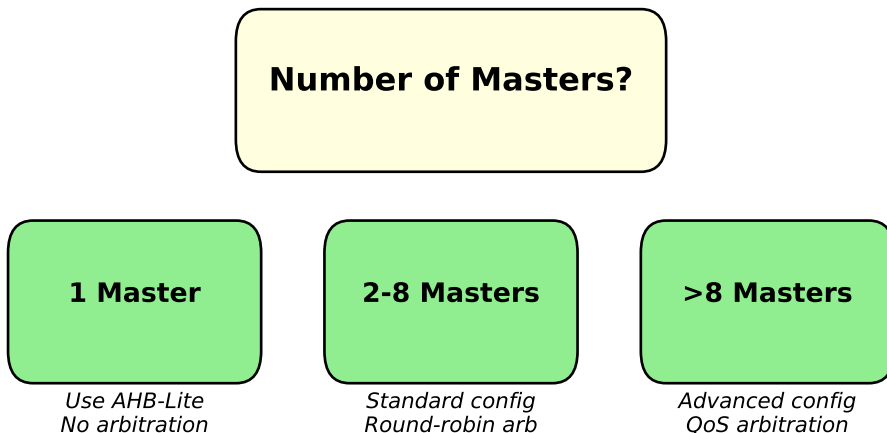 Number of Masters?
1 Master
2-8 Masters
>8 Masters
Use AHB-Lite
No arbitration
Standard config
Round-robin arb
Advanced config
QoS arbitration